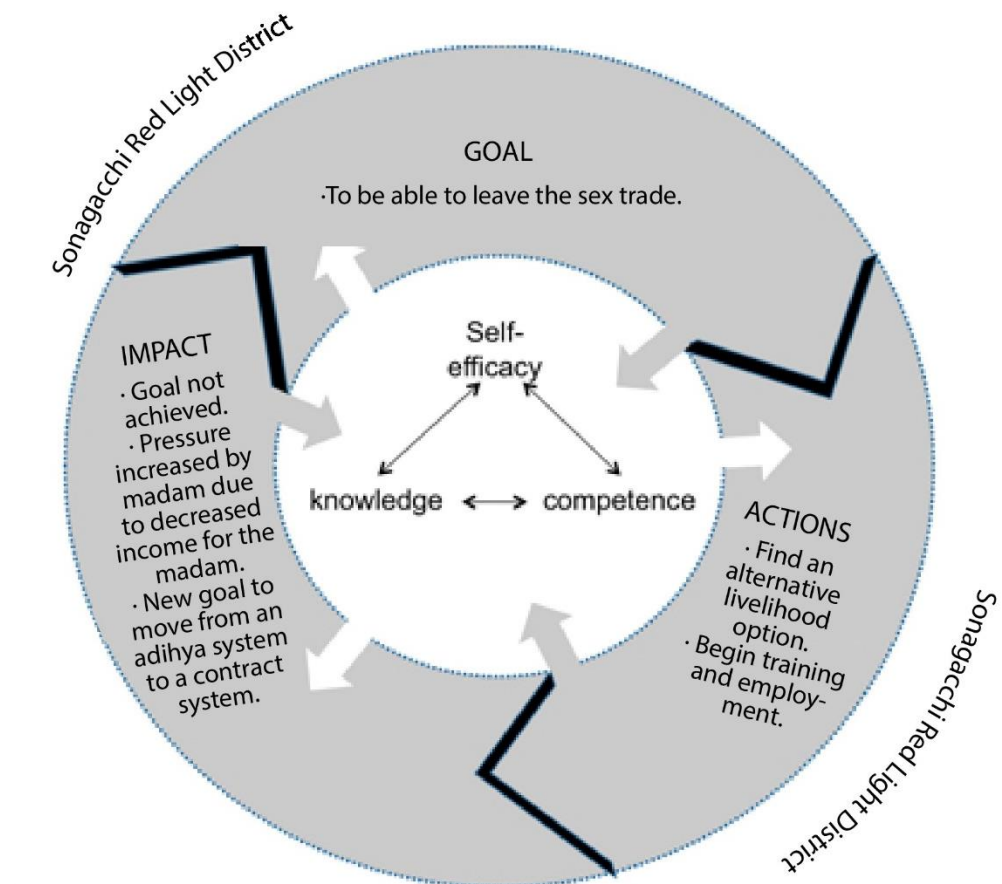 Sonagacchi Red Light District
GOAL
·To be able to leave the sex trade.
IMPACT
· Goal not
achieved.
· Pressure
increased by
madam due
to decreased
income for the
madam.
· New goal to
move from an
adihya system
to a contract
system.
Self-
efficacy
knowledge
competence
ACTIONS
· Find an
alternative
livelihood
option.
· Begin training
and employ-
ment.
Sonagacchi Red Light District